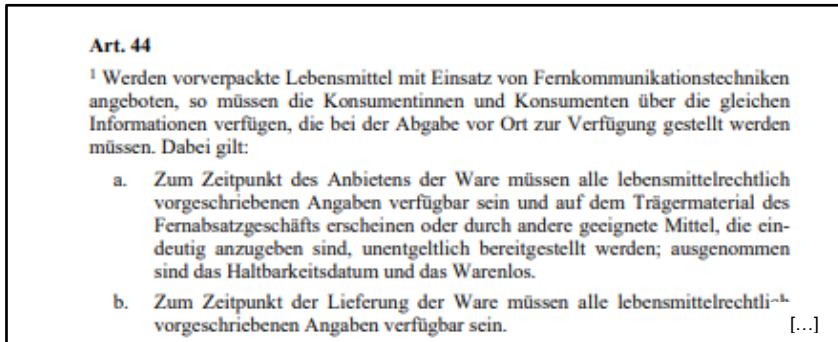 Art. 44
¹ Werden vorverpackte Lebensmittel mit Einsatz von Fernkommunikationstechniken
angeboten, so müssen die Konsumentinnen und Konsumenten über die gleichen
Informationen verfügen, die bei der Abgabe vor Ort zur Verfügung gestellt werden
müssen. Dabei gilt:
a. Zum Zeitpunkt des Anbietens der Ware müssen alle lebensmittelrechtlich
vorgeschriebenen Angaben verfügbar sein und auf dem Trägermaterial des
Fernabsatzgeschäfts erscheinen oder durch andere geeignete Mittel, die ein-
deutig anzugeben sind, unentgeltlich bereitgestellt werden; ausgenommen
sind das Haltbarkeitsdatum und das Warenlos.
b. Zum Zeitpunkt der Lieferung der Ware müssen alle lebensmittelrechtlich
vorgeschriebenen Angaben verfügbar sein. [...]